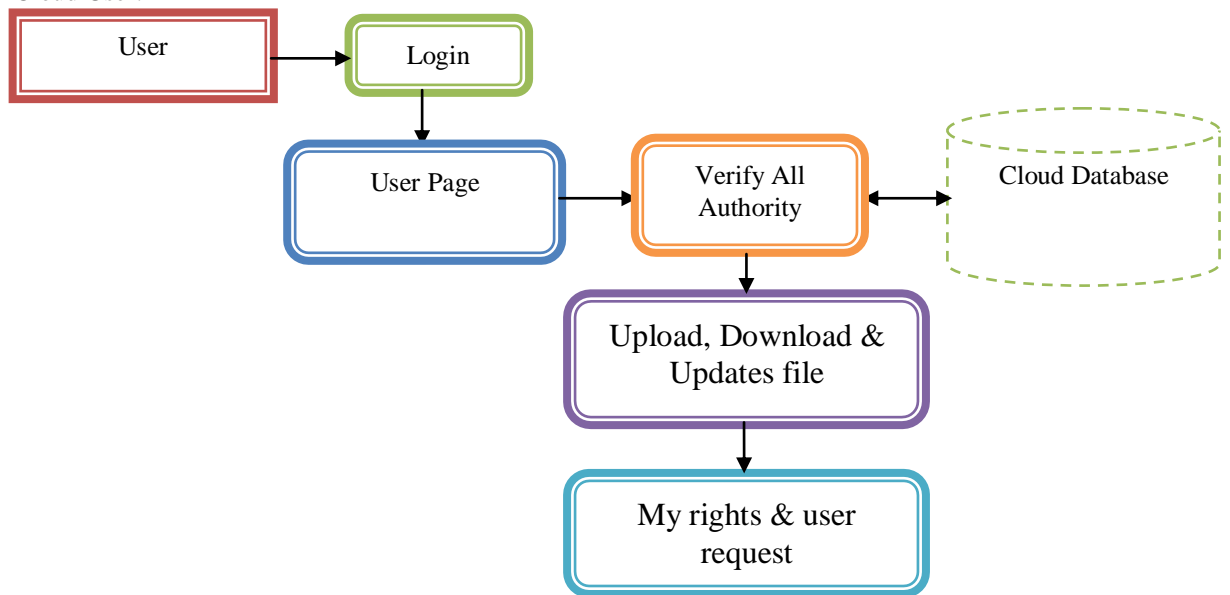 User
Login
User Page
Verify All
Authority
Cloud Database
Upload, Download &
Updates file
My rights & user
request